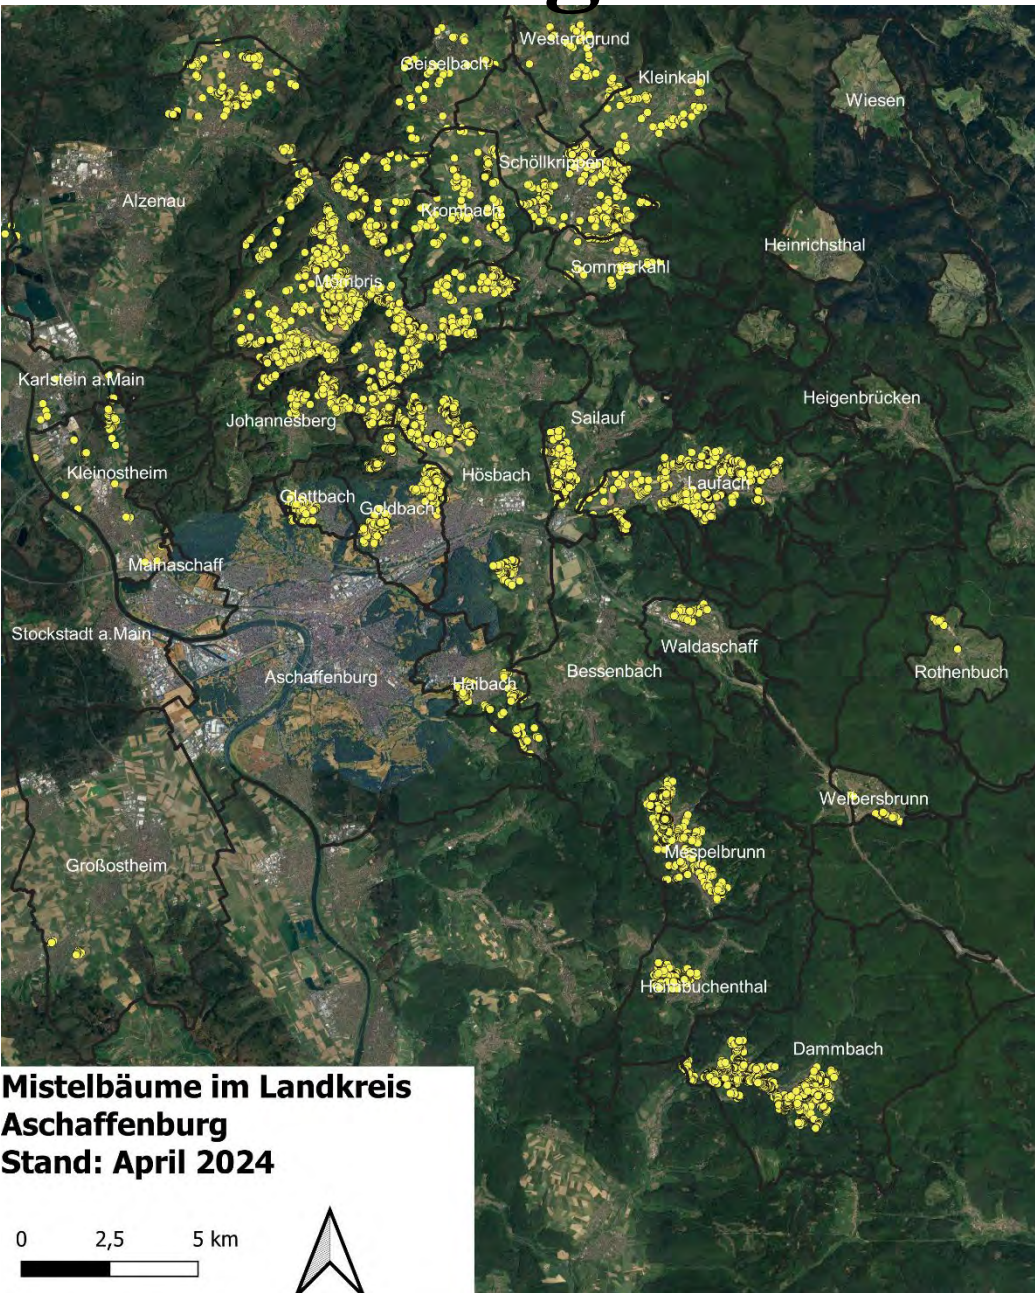 g
Westerngrund
Geiselbach
Kleinkahl
Wiesen
Schöllkrippen
Alzenau
Krombach
Heinrichsthal
Sommerkahl
Mömbris
Karlstein a.Main
Heigenbrücken
Johannesberg
Sailauf
Kleinostheim
Hösbach
Laufach
Glattbach
Goldbach
Mainaschaff
Stockstadt a.Main
Waldaschaff
Bessenbach
Rothenbuch
Aschaffenburg
Haibach
Weibersbrunn
Mespelbrunn
Großostheim
Heimbuchenthal
Dammbach
Mistelbäume im Landkreis
Aschaffenburg
Stand: April 2024
0 2,5 5 km